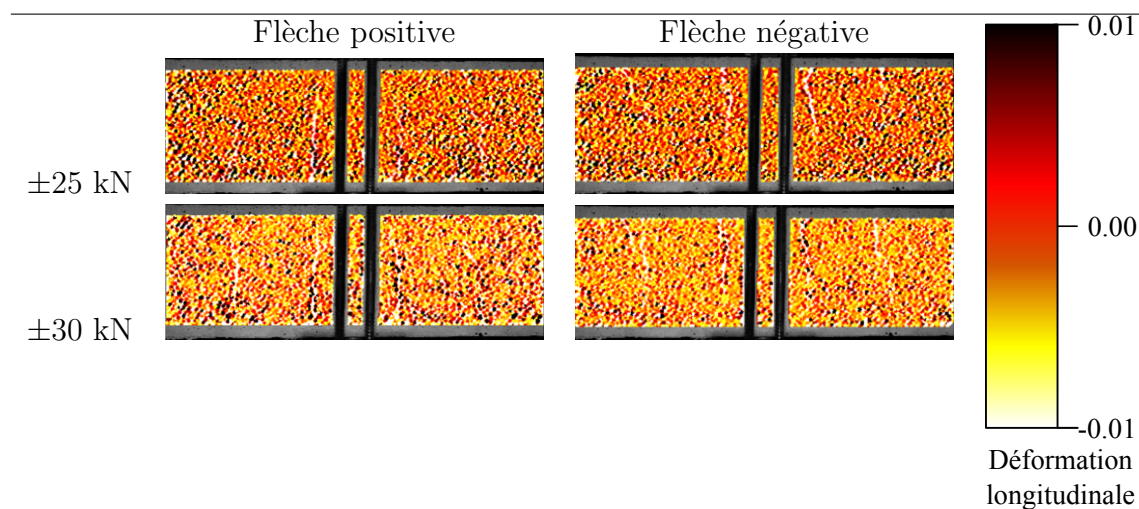 Flèche positive
Flèche négative
0.01
±25 kN
0.00
±30 kN
-0.01
Déformation
longitudinale